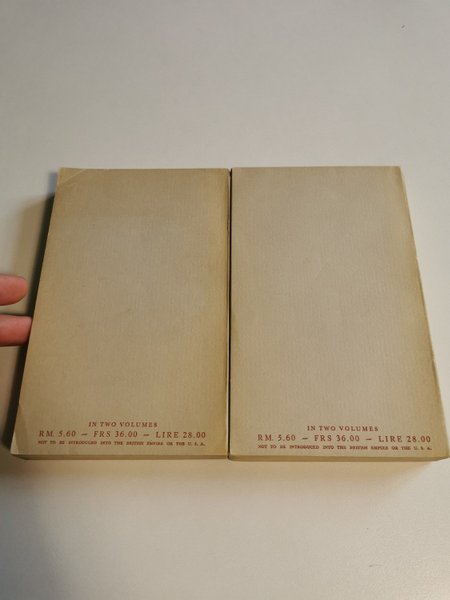 IN TWO VOLUMES
RM. 5.60 — FRS 36.00 — LIRE 28.00
NOT TO BE INTRODUCED INTO THE BRITISH EMPIRE OR THE U. S. A.
IN TWO VOLUMES
RM. 5.60 — FRS 36.00 — LIRE 28.00
NOT TO BE INTRODUCED INTO THE BRITISH EMPIRE OR THE U. S. A.